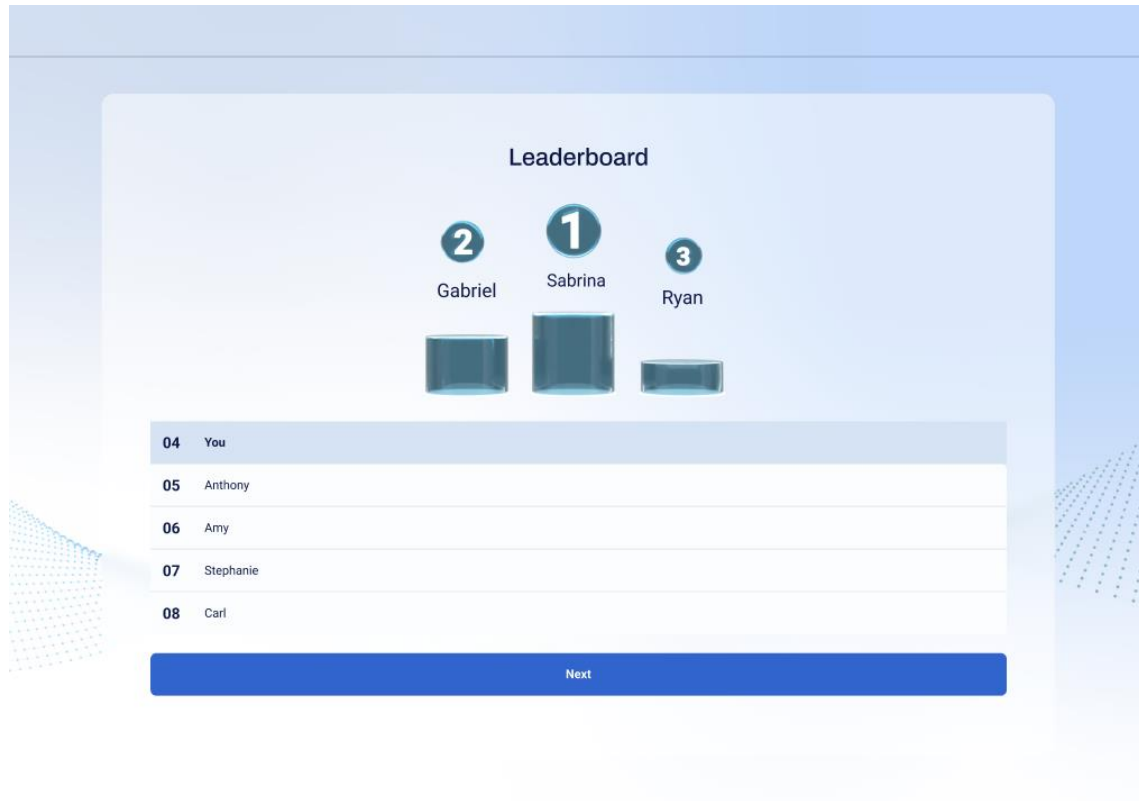 Leaderboard
1
Sabrina
2
Gabriel
3
Ryan
04 You
05 Anthony
06 Amy
07 Stephanie
08 Carl
Next